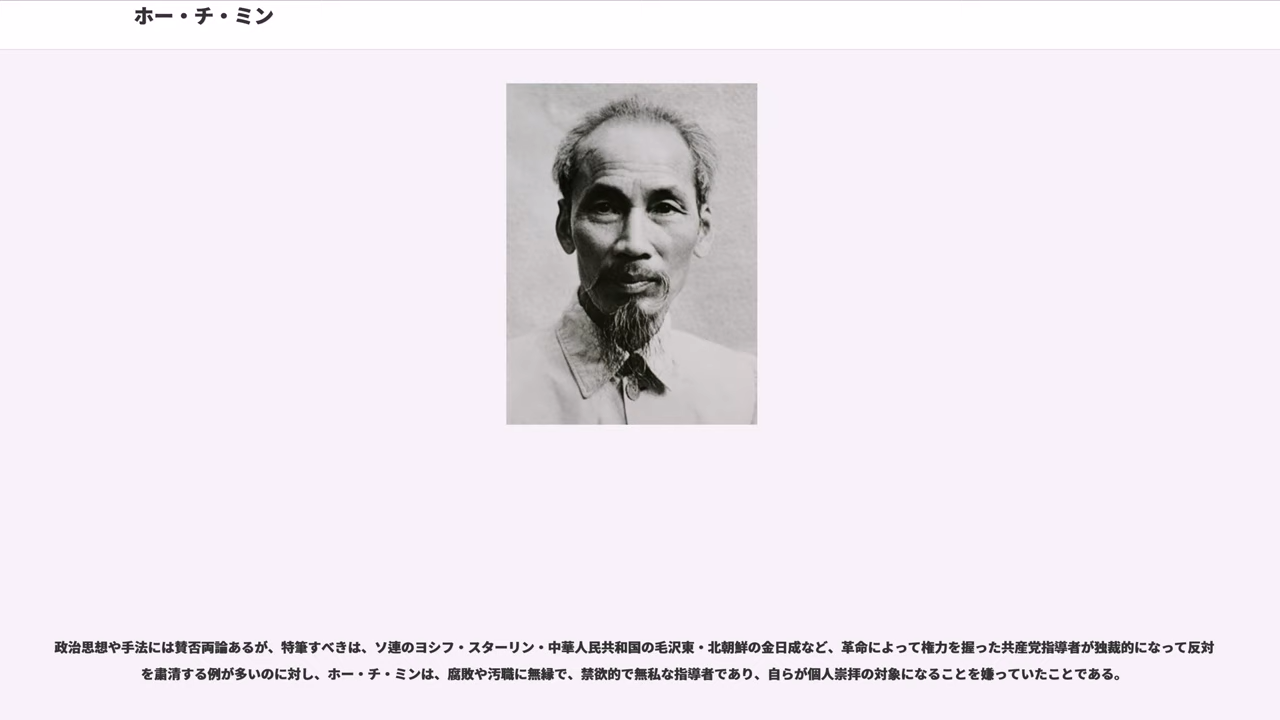 ホー・チ・ミン
政治思想や手法には賛否両論あるが、特筆すべきは、ソ連のヨシフ・スターリン・中華人民共和国の毛沢東・北朝鮮の金日成など、革命によって権力を握った共産党指導者が独裁的になって反対
を粛清する例が多いのに対し、ホー・チ・ミンは、腐敗や汚職に無縁で、禁欲的で無私な指導者であり、自らが個人崇拝の対象になることを嫌っていたことである。